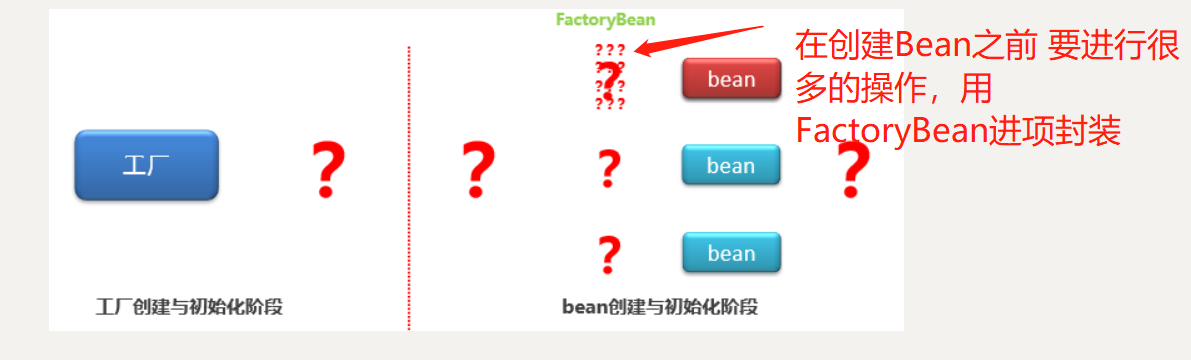 FactoryBean
? ? ?
? ? ?
? ? ?
? ? ?
?
bean
在创建Bean之前 要进行很
多的操作，用
FactoryBean进项封装
工厂
?
?
?
bean
?
?
bean
工厂创建与初始化阶段
bean创建与初始化阶段